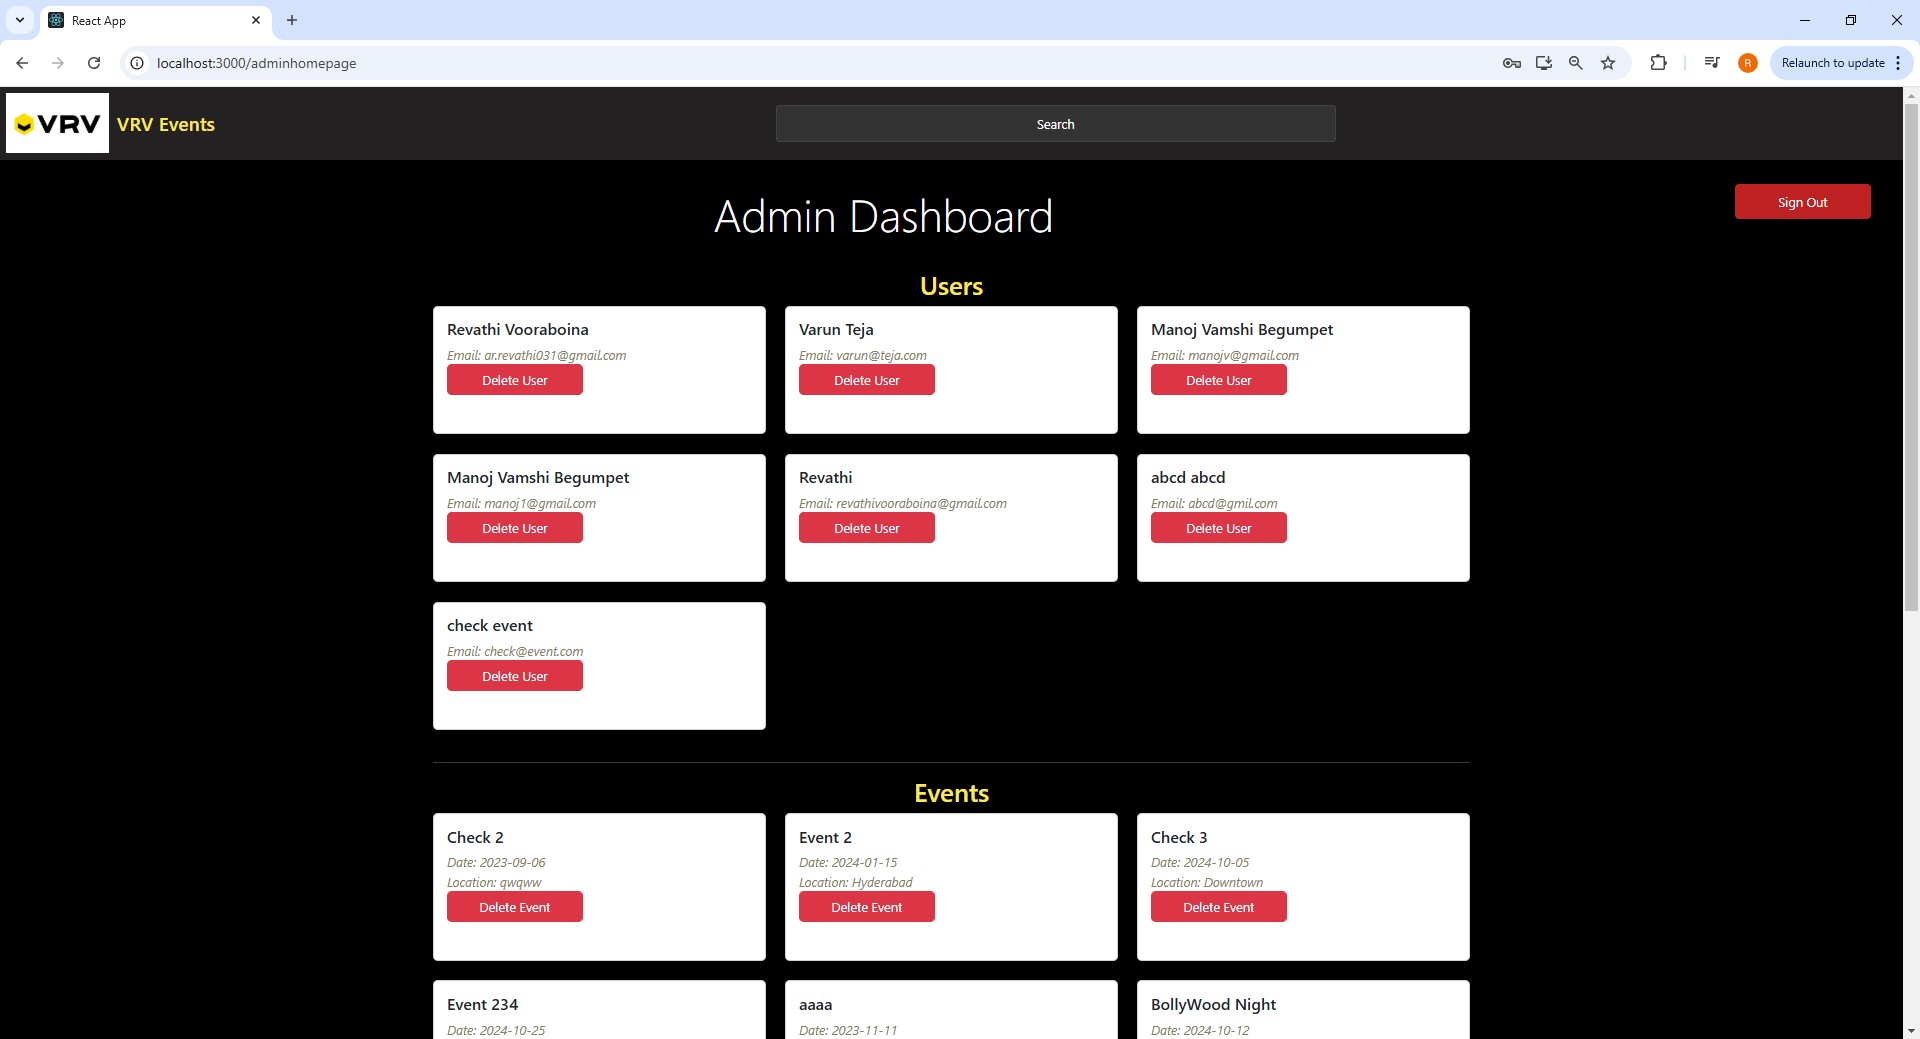 React App
localhost:3000/adminhomepage
R
Relaunch to update
VRV
VRV Events
Search
Admin Dashboard
Sign Out
Users
Revathi Vooraboina
Email: ar.revathi031@gmail.com
Delete User
Varun Teja
Email: varun@teja.com
Delete User
Manoj Vamshi Begumpet
Email: manojv@gmail.com
Delete User
Manoj Vamshi Begumpet
Email: manoj1@gmail.com
Delete User
Revathi
Email: revathivooraboina@gmail.com
Delete User
abcd abcd
Email: abcd@gmil.com
Delete User
check event
Email: check@event.com
Delete User
Events
Check 2
Date: 2023-09-06
Location: qwqww
Delete Event
Event 2
Date: 2024-01-15
Location: Hyderabad
Delete Event
Check 3
Date: 2024-10-05
Location: Downtown
Delete Event
Event 234
Date: 2024-10-25
aaaa
Date: 2023-11-11
BollyWood Night
Date: 2024-10-12